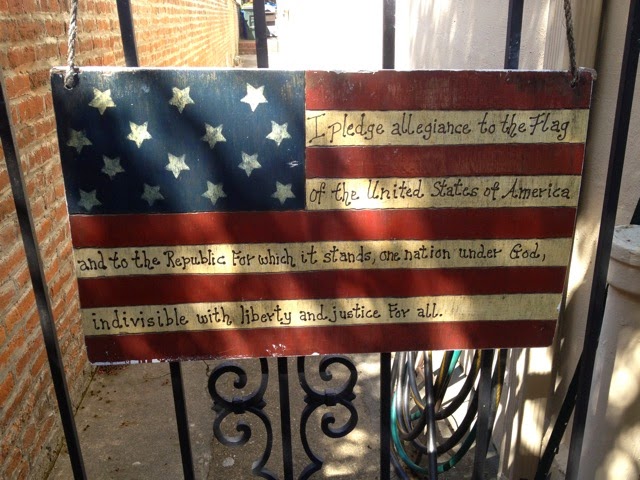 I pledge allegiance to the Flag
of the United States of America
and to the Republic For which it stands, one nation under God,
indivisible with liberty and justice For all.